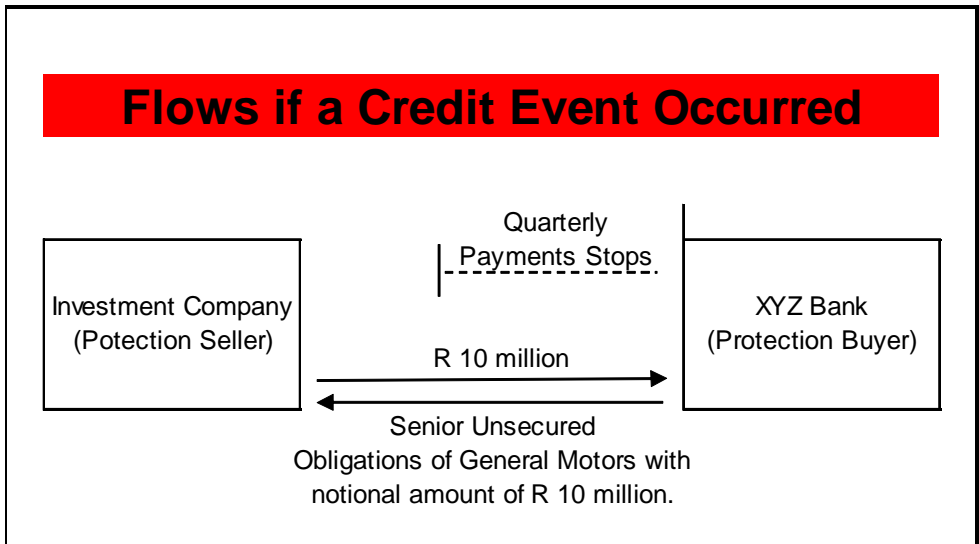 Flows if a Credit Event Occurred
Quarterly
Payments Stops
Investment Company
(Potection Seller)
XYZ Bank
(Protection Buyer)
R 10 million
Senior Unsecured
Obligations of General Motors with
notional amount of R 10 million.